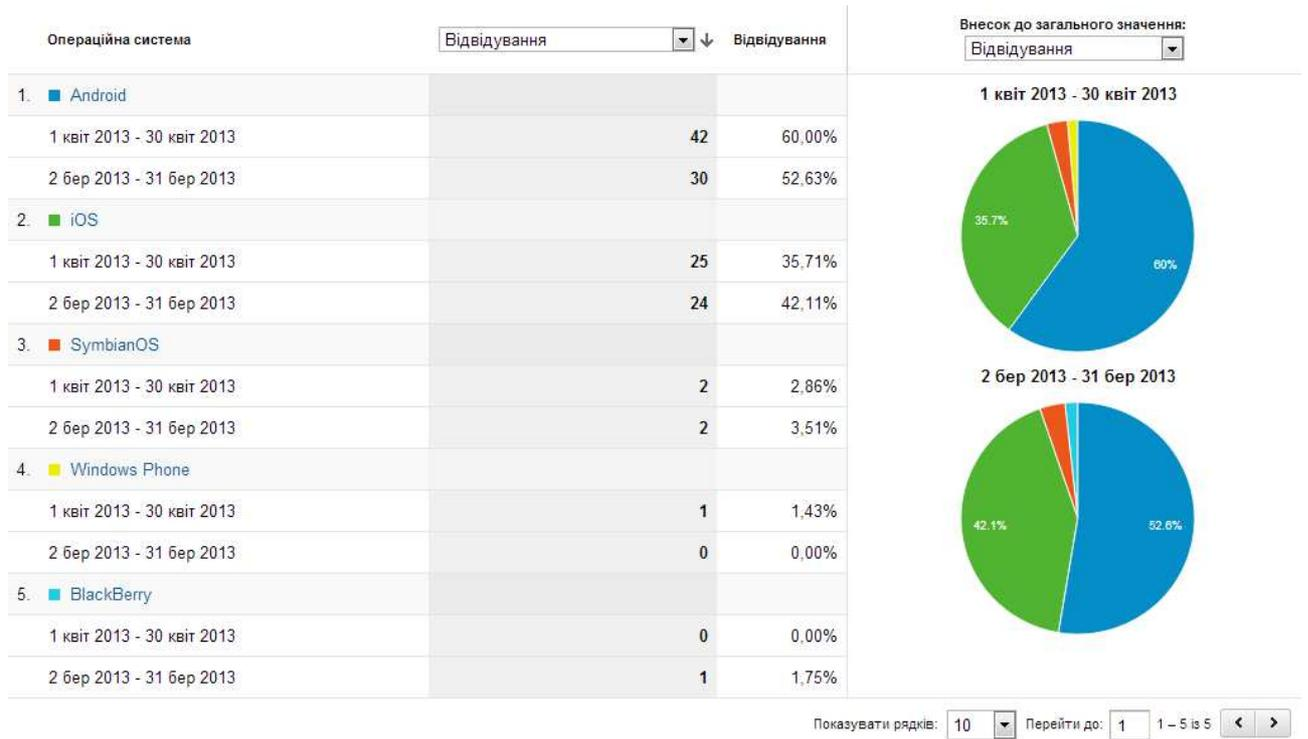 Операційна система Відвідування Відвідування
1. Android
1 квіт 2013 - 30 квіт 2013 42 60,00%
2 бер 2013 - 31 бер 2013 30 52,63%
2. iOS
1 квіт 2013 - 30 квіт 2013 25 35,71%
2 бер 2013 - 31 бер 2013 24 42,11%
3. SymbianOS
1 квіт 2013 - 30 квіт 2013 2 2,86%
2 бер 2013 - 31 бер 2013 2 3,51%
4. Windows Phone
1 квіт 2013 - 30 квіт 2013 1 1,43%
2 бер 2013 - 31 бер 2013 0 0,00%
5. BlackBerry
1 квіт 2013 - 30 квіт 2013 0 0,00%
2 бер 2013 - 31 бер 2013 1 1,75%
Внесок до загального значення:
Відвідування
1 квіт 2013 - 30 квіт 2013
35.7%
60%
2 бер 2013 - 31 бер 2013
42.1% 52.6%
Показувати рядків: 10 Перейти до: 1 1 – 5 із 5